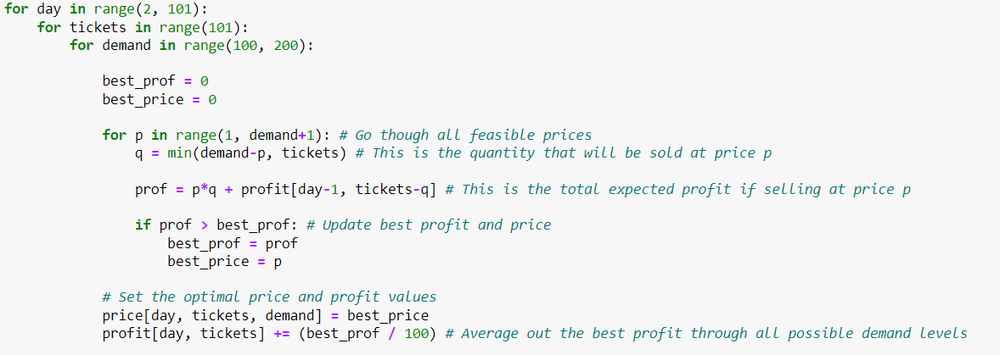 for day in range(2, 101):
    for tickets in range(101):
        for demand in range(100, 200):
            best_prof = 0
            best_price = 0
            for p in range(1, demand+1): # Go though all feasible prices
                q = min(demand-p, tickets) # This is the quantity that will be sold at price p
                prof = p*q + profit[day-1, tickets-q] # This is the total expected profit if selling at price p
                if prof > best_prof: # Update best profit and price
                    best_prof = prof
                    best_price = p
            # Set the optimal price and profit values
            price[day, tickets, demand] = best_price
            profit[day, tickets] += (best_prof / 100) # Average out the best profit through all possible demand levels